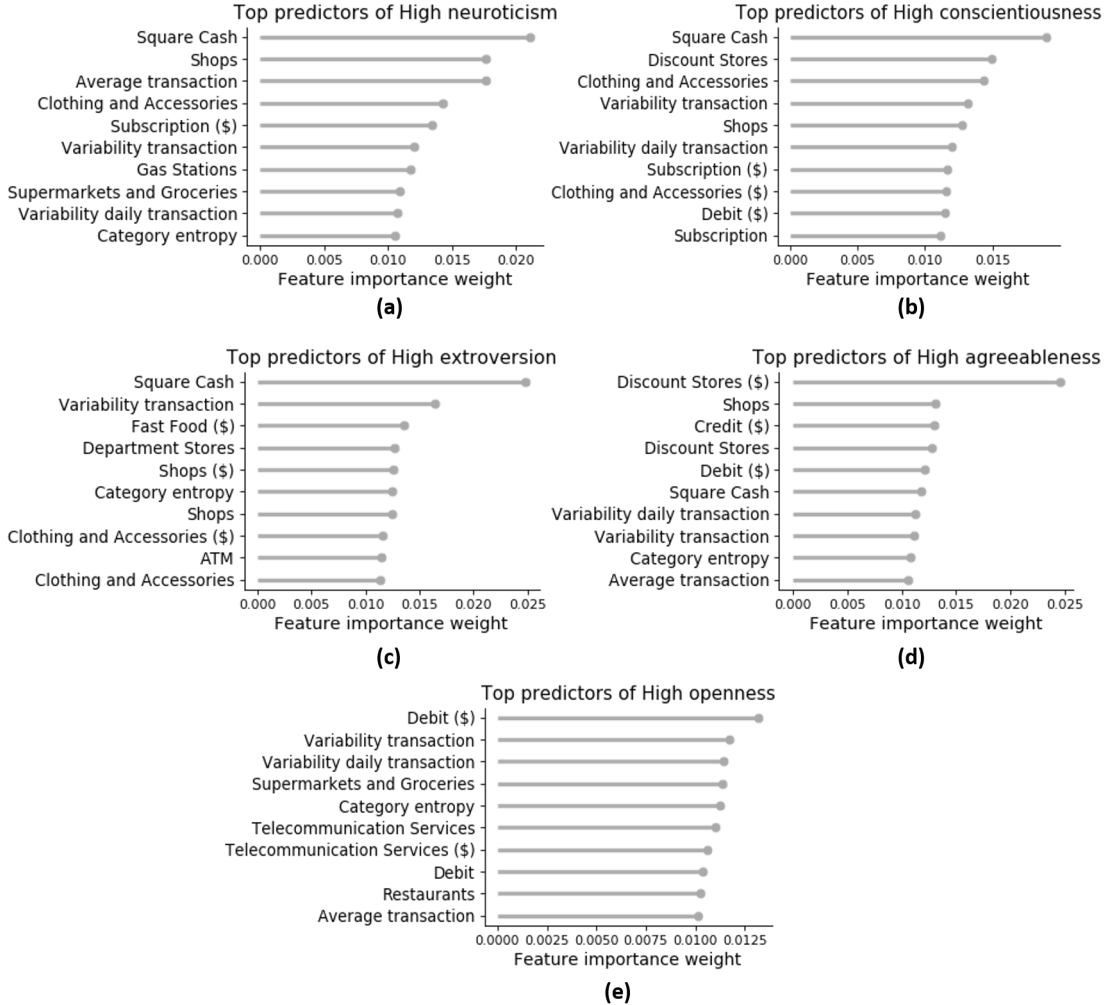 Top predictors of High neuroticism
Square Cash
Shops
Average transaction
Clothing and Accessories
Subscription ($)
Variability transaction
Gas Stations
Supermarkets and Groceries
Variability daily transaction
Category entropy
0.000 0.005 0.010 0.015 0.020
Feature importance weight
(a)
Top predictors of High conscientiousness
Square Cash
Discount Stores
Clothing and Accessories
Variability transaction
Shops
Variability daily transaction
Subscription ($)
Clothing and Accessories ($)
Debit ($)
Subscription
0.000 0.005 0.010 0.015
Feature importance weight
(b)
Top predictors of High extroversion
Square Cash
Variability transaction
Fast Food ($)
Department Stores
Shops ($)
Category entropy
Shops
Clothing and Accessories ($)
ATM
Clothing and Accessories
0.000 0.005 0.010 0.015 0.020 0.025
Feature importance weight
(c)
Top predictors of High agreeableness
Discount Stores ($)
Shops
Credit ($)
Discount Stores
Debit ($)
Square Cash
Variability daily transaction
Variability transaction
Category entropy
Average transaction
0.000 0.005 0.010 0.015 0.020 0.025
Feature importance weight
(d)
Top predictors of High openness
Debit ($)
Variability transaction
Variability daily transaction
Supermarkets and Groceries
Category entropy
Telecommunication Services
Telecommunication Services ($)
Debit
Restaurants
Average transaction
0.0000 0.0025 0.0050 0.0075 0.0100 0.0125
Feature importance weight
(e)